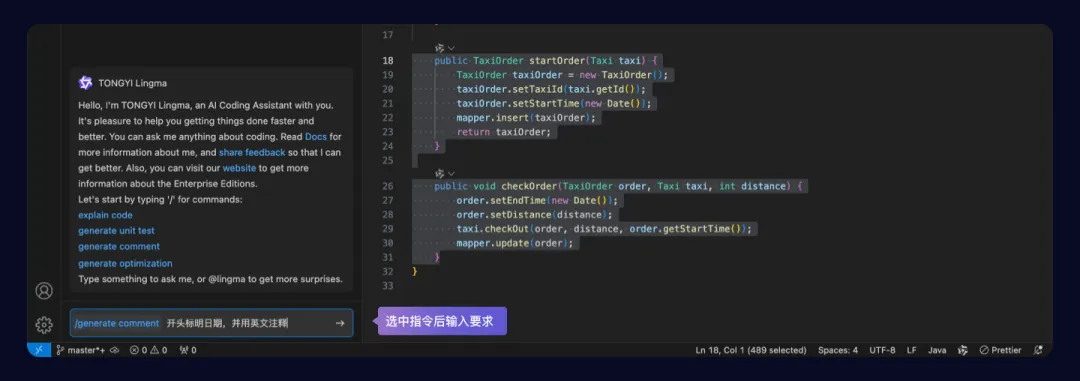 TONGYI Lingma
Hello, I'm TONGYI Lingma, an AI Coding Assistant with you.
It's pleasure to help you getting things done faster and
better. You can ask me anything about coding. Read Docs for
more information about me, and share feedback so that I can
get better. Also, you can visit our website to get more
information about the Enterprise Editions.
Let's start by typing '/' for commands:
explain code
generate unit test
generate comment
generate optimization
Type something to ask me, or @lingma to get more surprises.
/generate comment 开头标明日期，并用英文注释
选中指令后输入要求
17
18 public TaxiOrder startOrder(Taxi taxi) {
19 TaxiOrder taxiOrder = new TaxiOrder();
20 taxiOrder.setTaxiId(taxi.getId());
21 taxiOrder.setStartTime(new Date());
22 mapper.insert(taxiOrder);
23 return taxiOrder;
24 }
25
26 public void checkOrder(TaxiOrder order, Taxi taxi, int distance) {
27 order.setEndTime(new Date());
28 order.setDistance(distance);
29 taxi.checkOut(order, distance, order.getStartTime());
30 mapper.update(order);
31 }
32 }
33
master*+ 0 0 0 Ln 18, Col 1 (489 selected) Spaces: 4 UTF-8 LF Java Prettier